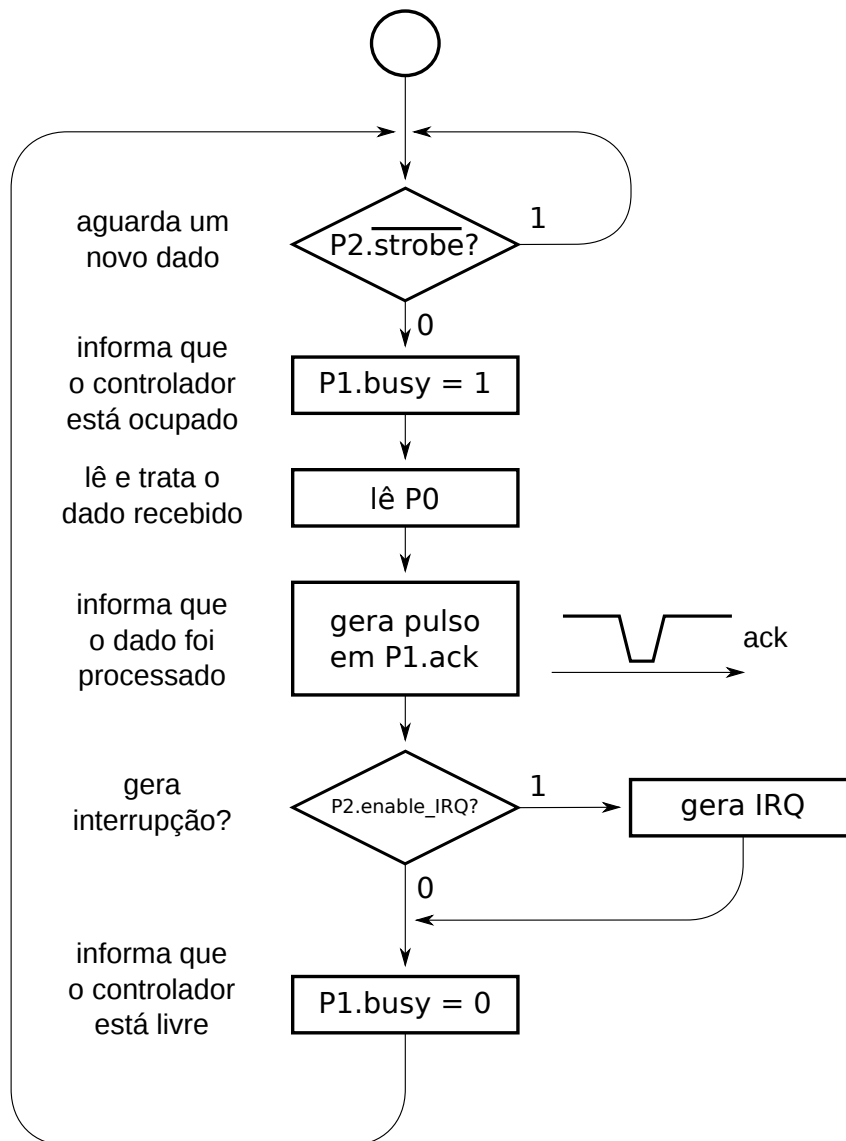 aguarda um
novo dado
P2.strobe?
1
0
informa que
o controlador
está ocupado
P1.busy = 1
lê e trata o
dado recebido
lê P0
informa que
o dado foi
processado
gera pulso
em P1.ack
ack
gera
interrupção?
P2.enable_IRQ?
1
gera IRQ
0
informa que
o controlador
está livre
P1.busy = 0